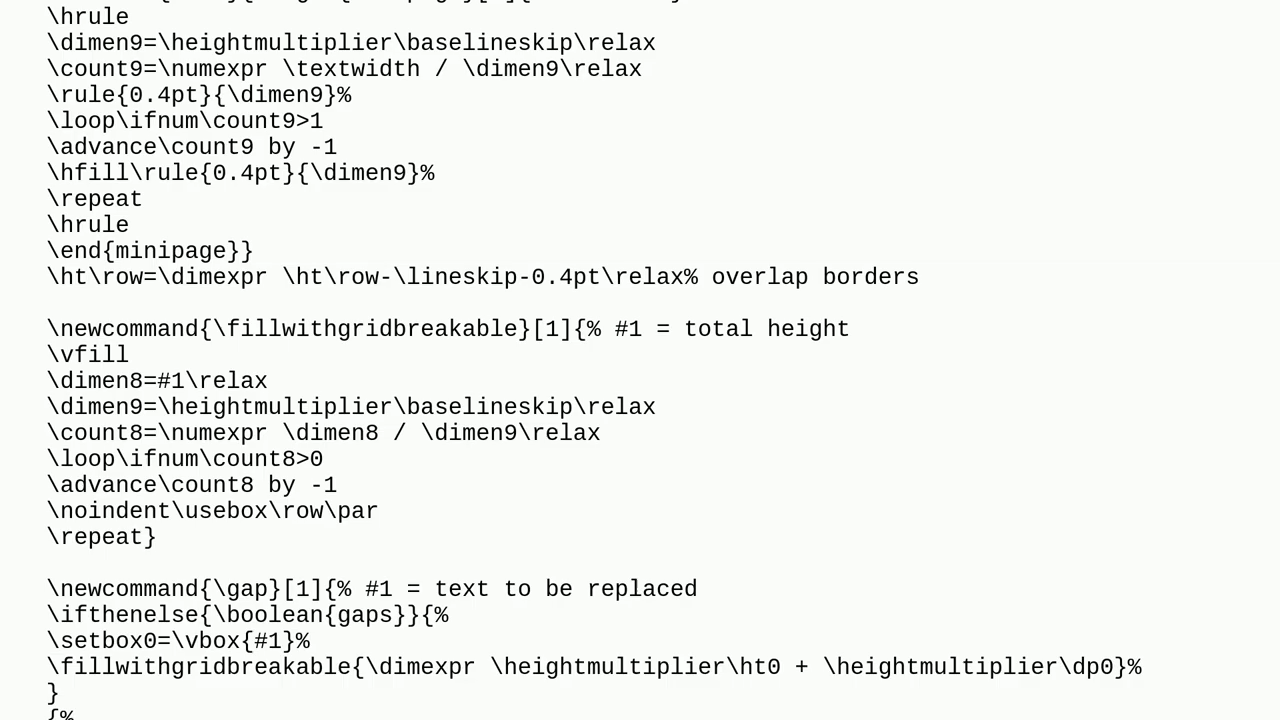 \hrule
\dimen9=\heightmultiplier\baselineskip\relax
\count9=\numexpr \textwidth / \dimen9\relax
\rule{0.4pt}{\dimen9}%
\loop\ifnum\count9>1
\advance\count9 by -1
\hfill\rule{0.4pt}{\dimen9}%
\repeat
\hrule
\end{minipage}}
\ht\row=\dimexpr \ht\row-\lineskip-0.4pt\relax% overlap borders

\newcommand{\fillwithgridbreakable}[1]{% #1 = total height
\vfill
\dimen8=#1\relax
\dimen9=\heightmultiplier\baselineskip\relax
\count8=\numexpr \dimen8 / \dimen9\relax
\loop\ifnum\count8>0
\advance\count8 by -1
\noindent\usebox\row\par
\repeat}

\newcommand{\gap}[1]{% #1 = text to be replaced
\ifthenelse{\boolean{gaps}}{%
\setbox0=\vbox{#1}%
\fillwithgridbreakable{\dimexpr \heightmultiplier\ht0 + \heightmultiplier\dp0}%
}
{%